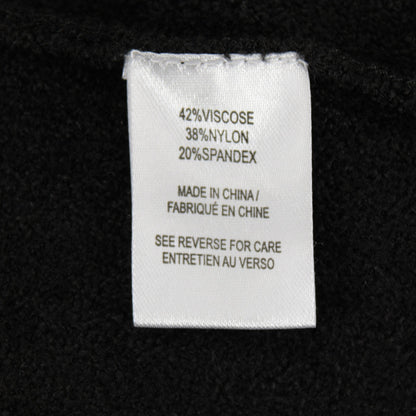 42%VISCOSE
38%NYLON
20%SPANDEX
MADE IN CHINA /
FABRIQUÉ EN CHINE
SEE REVERSE FOR CARE
ENTRETIEN AU VERSO